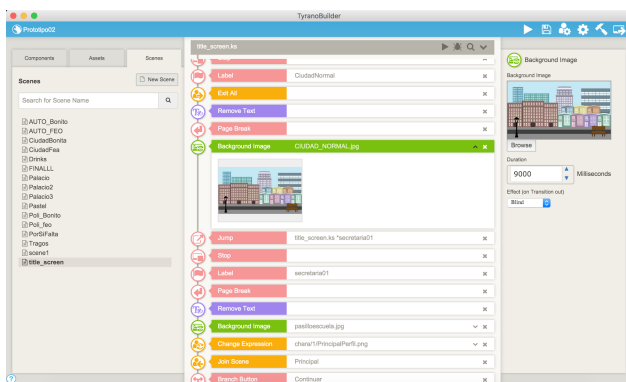 TyranoBuilder
Prototipo02
Components
Assets
Scenes
Scenes
New Scene
Search for Scene Name
AUTO_Bonito
AUTO_FEO
CiudadBonita
CiudadFea
Drinks
FINALLL
Palacio
Palacio2
Palacio3
Pastel
Poli_Bonito
Poli_feo
PorSiFalta
Tragos
scene1
title_screen
title_screen.ks
Stop
Label CiudadNormal
Exit All
Remove Text
Page Break
Background Image CIUDAD_NORMAL.jpg
Jump title_screen.ks *secretaria01
Stop
Label secretaria01
Page Break
Remove Text
Background Image pasilloescuela.jpg
Change Expression chara/1/PrincipalPerfil.png
Join Scene Principal
Branch Button Continuar
Background Image
Background Image
Browse
Duration
9000 Milliseconds
Effect (on Transition out)
Blind
?